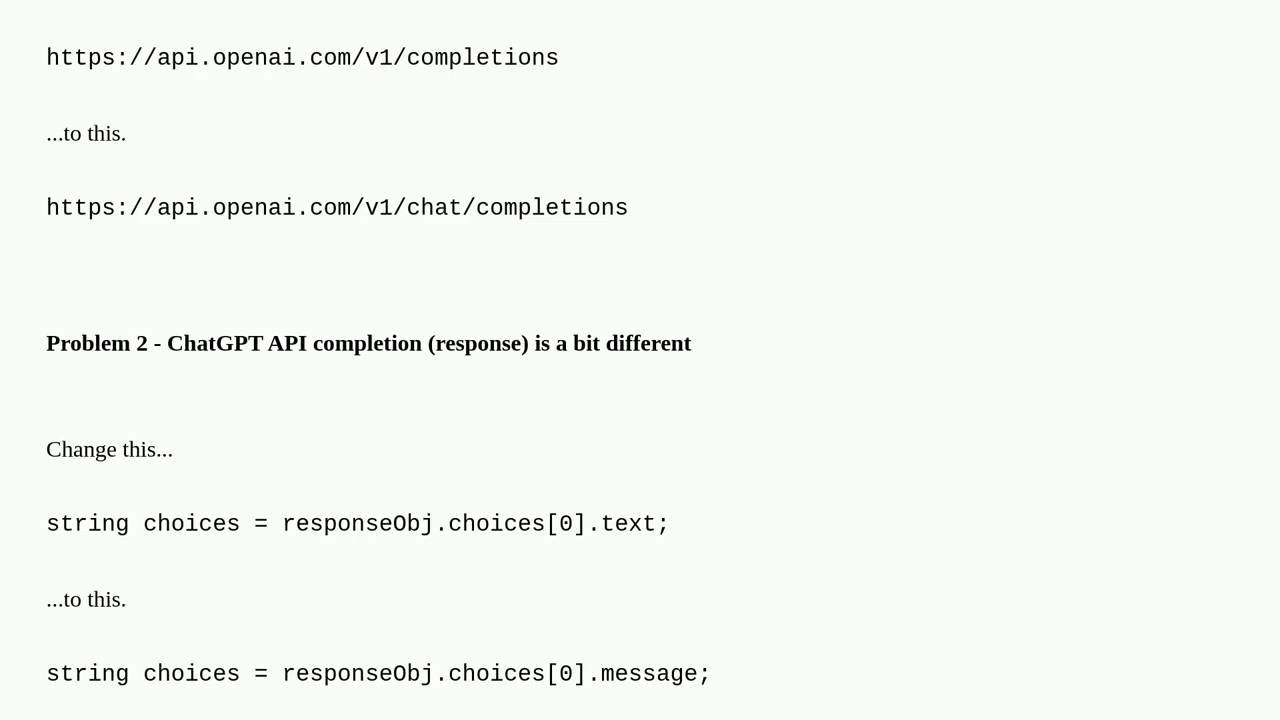 https://api.openai.com/v1/completions
...to this.
https://api.openai.com/v1/chat/completions
Problem 2 - ChatGPT API completion (response) is a bit different
Change this...
string choices = responseObj.choices[0].text;
...to this.
string choices = responseObj.choices[0].message;